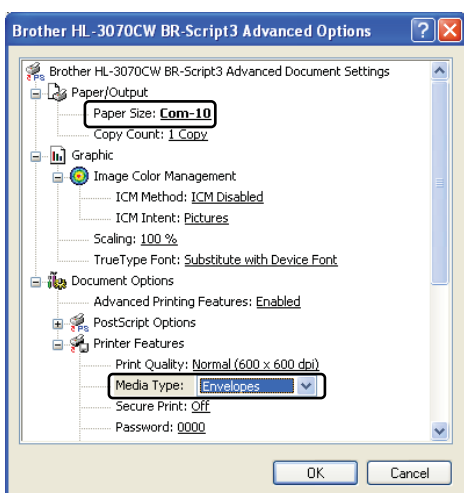 Brother HL-3070CW BR-Script3 Advanced Options
Brother HL-3070CW BR-Script3 Advanced Document Settings
Paper/Output
Paper Size: Com-10
Copy Count: 1 Copy
Graphic
Image Color Management
ICM Method: ICM Disabled
ICM Intent: Pictures
Scaling: 100 %
TrueType Font: Substitute with Device Font
Document Options
Advanced Printing Features: Enabled
PostScript Options
Printer Features
Print Quality: Normal (600 x 600 dpi)
Media Type: Envelopes
Secure Print: Off
Password: 0000
OK Cancel